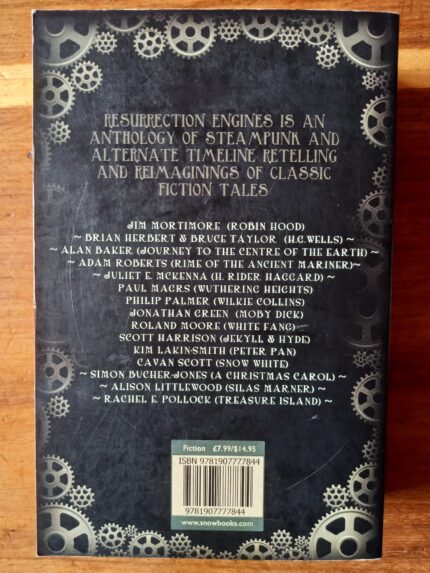 RESURRECTION ENGINES IS AN
ANTHOLOGY OF STEAMPUNK AND
ALTERNATE TIMELINE RETELLING
AND REIMAGININGS OF CLASSIC
FICTION TALES
JIM MORTIMORE (ROBIN HOOD)
~ BRIAN HERBERT & BRUCE TAYLOR (H.G.WELLS) ~
~ ALAN BAKER (JOURNEY TO THE CENTRE OF THE EARTH) ~
~ ADAM ROBERTS (RIME OF THE ANCIENT MARINER)~
~ JULIET E. MCKENNA (H. RIDER HAGGARD) ~
PAUL MAGRS (WUTHERING HEIGHTS)
PHILIP PALMER (WILKIE COLLINS)
JONATHAN GREEN (MOBY DICK)
ROLAND MOORE (WHITE FANG)
SCOTT HARRISON (JEKYLL & HYDE)
KIM LAKIN-SMITH (PETER PAN)
CAVAN SCOTT (SNOW WHITE)
~ SIMON BUCHER-JONES (A CHRISTMAS CAROL) ~
~ ALISON LITTLEWOOD (SILAS MARNER) ~
~ RACHEL E. POLLOCK (TREASURE ISLAND) ~
Fiction £7.99/$14.95
ISBN 9781907777844
9781907777844
www.snowbooks.com